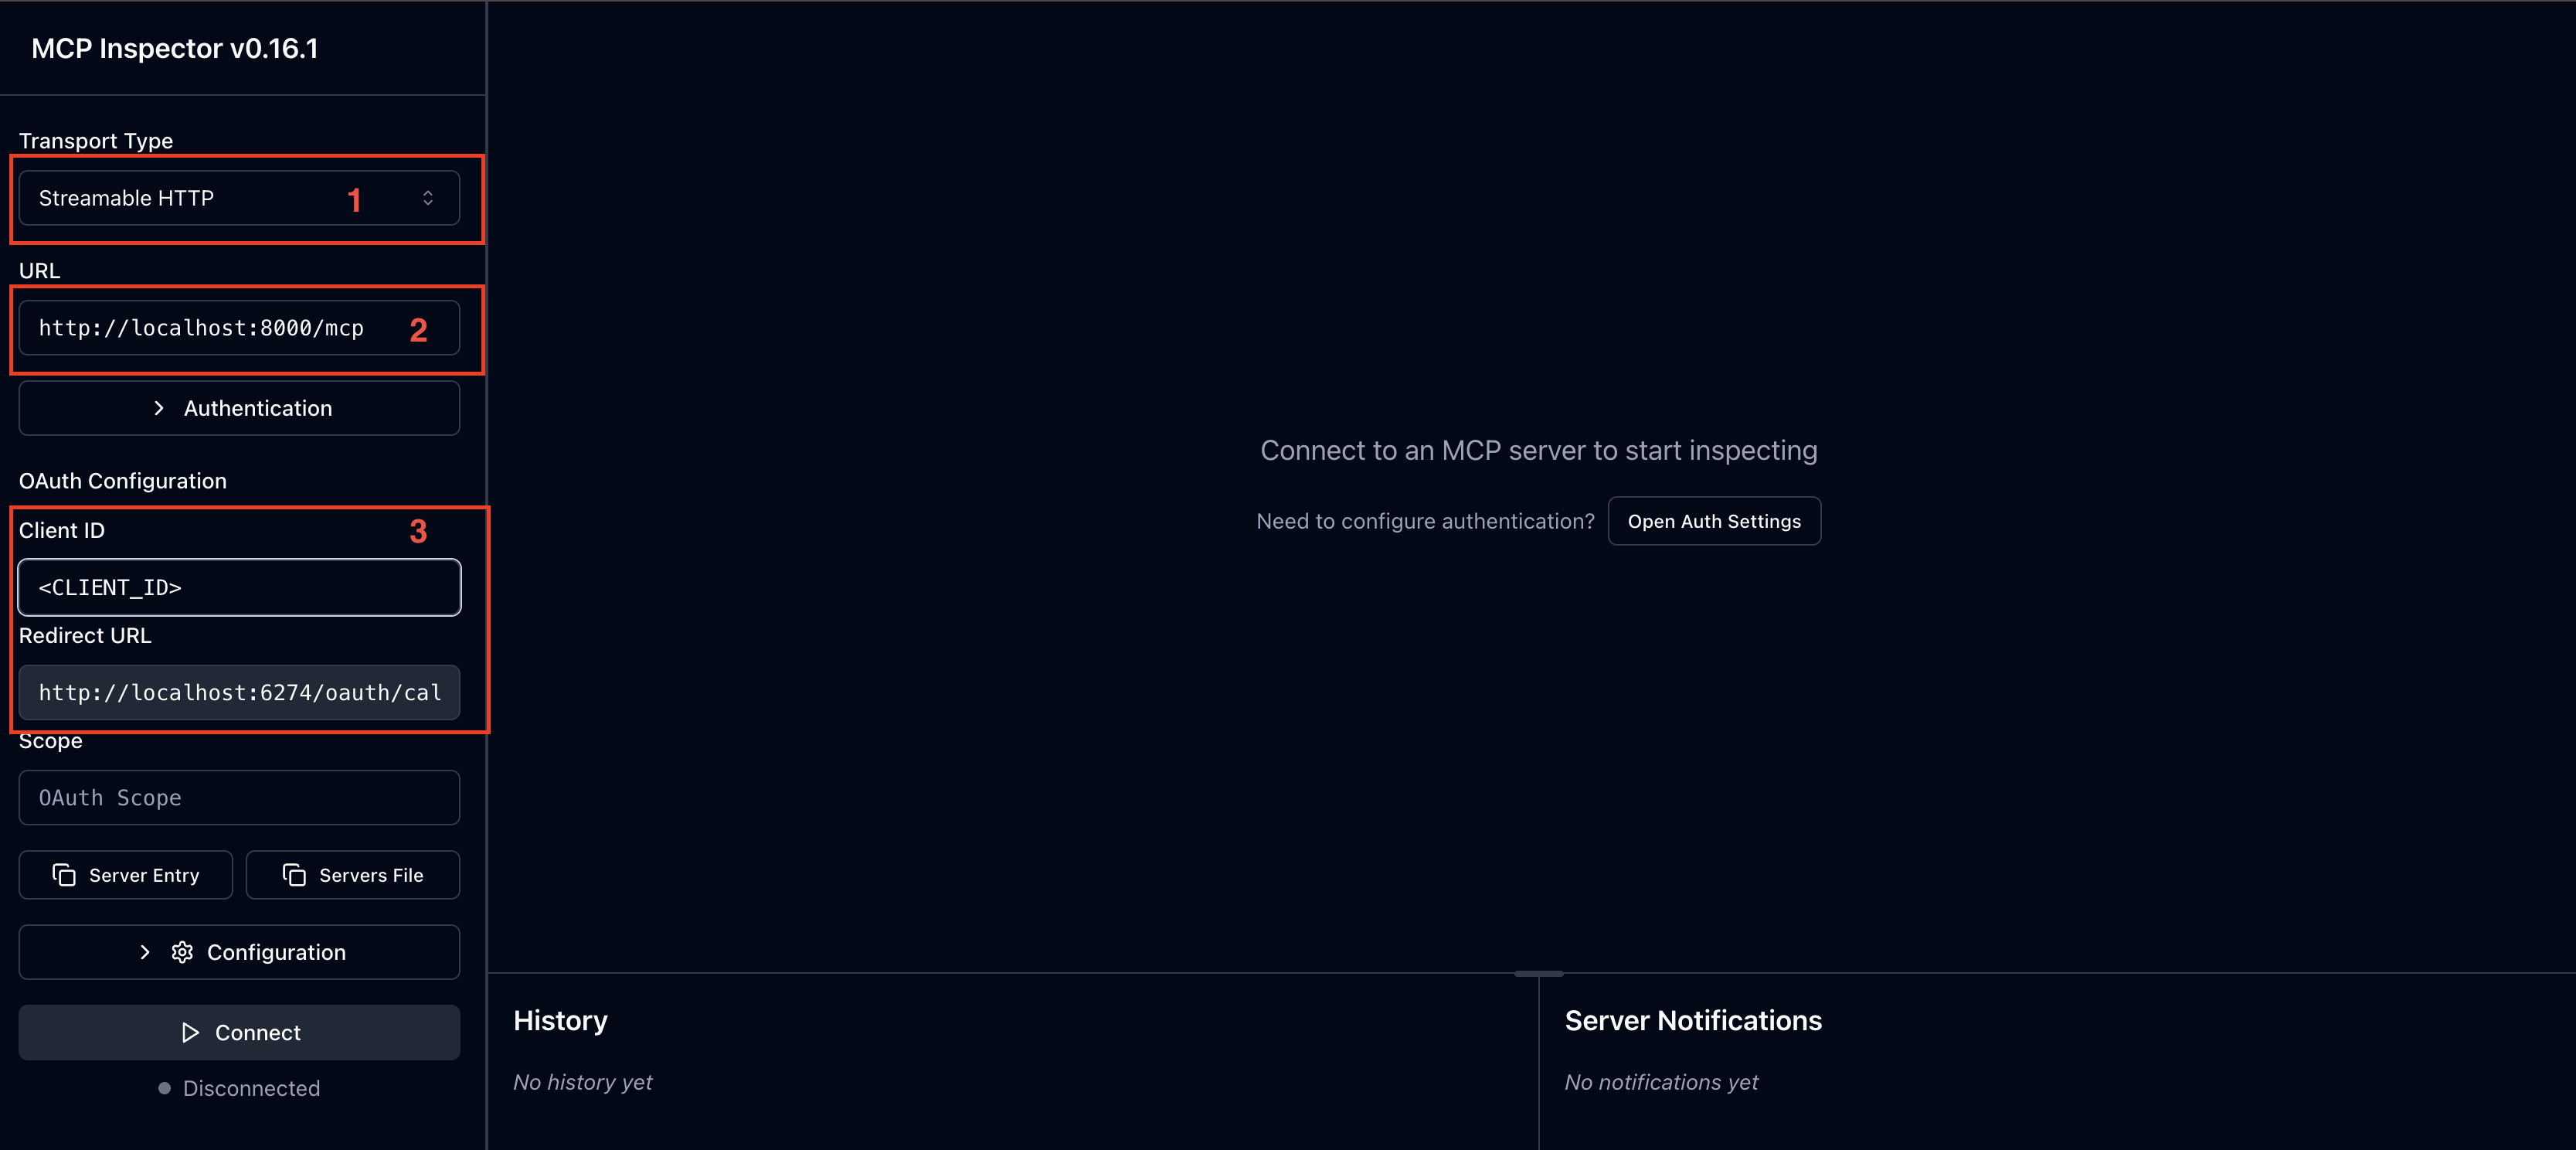 MCP Inspector v0.16.1
Transport Type
Streamable HTTP 1
URL
http://localhost:8000/mcp 2
Authentication
OAuth Configuration
Client ID 3
<CLIENT_ID>
Redirect URL
http://localhost:6274/oauth/cal
Scope
OAuth Scope
Server Entry Servers File
Configuration
Connect
Disconnected
Connect to an MCP server to start inspecting
Need to configure authentication? Open Auth Settings
History
No history yet
Server Notifications
No notifications yet